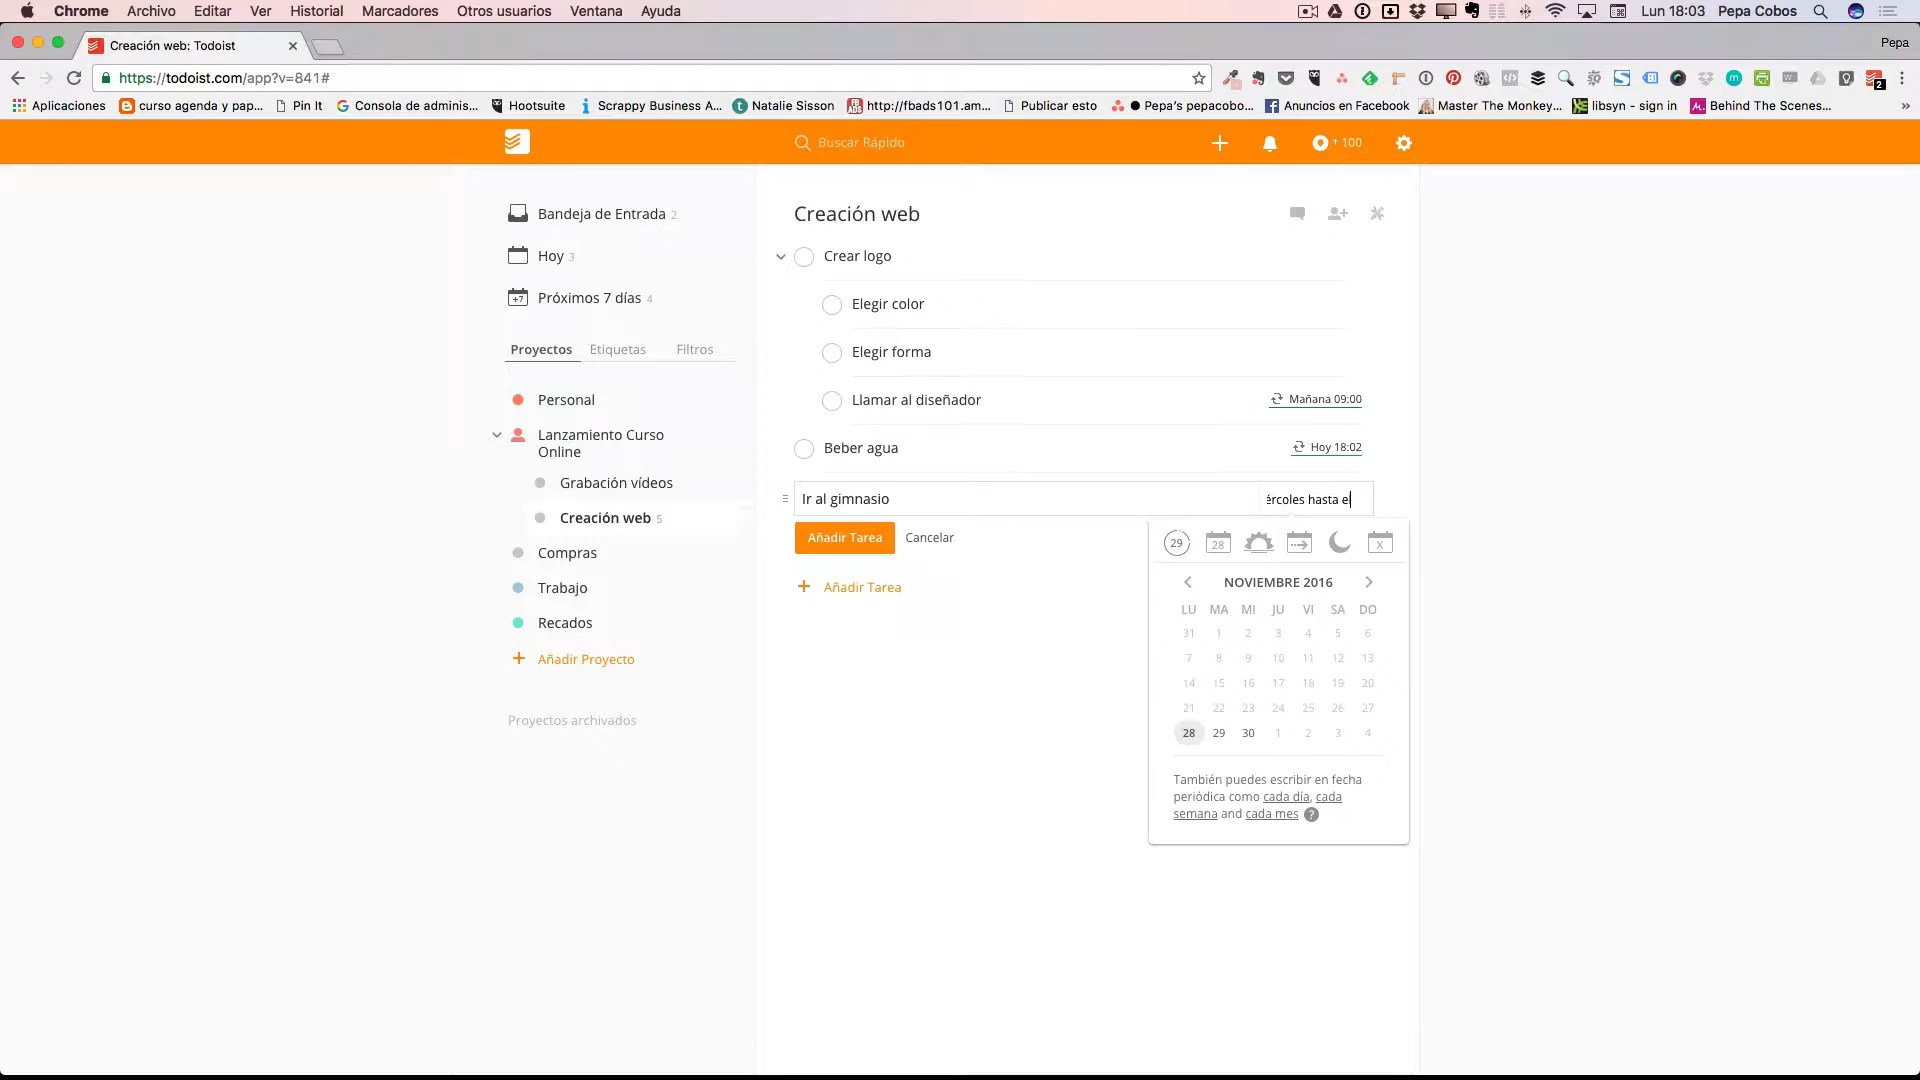 Chrome Archivo Editar Ver Historial Marcadores Otros usuarios Ventana Ayuda Lun 18:03 Pepa Cobos
Creación web: Todoist Pepa
https://todoist.com/app?v=841#
Aplicaciones curso agenda y pap... Pin It Consola de adminis... Hootsuite Scrappy Business A... Natalie Sisson http://fbads101.am... Publicar esto Pepa's pepacobo... Anuncios en Facebook Master The Monkey... libsyn - sign in Behind The Scenes... »
Buscar Rápido 100
Bandeja de Entrada 2
Hoy 3
Próximos 7 días 4
Proyectos Etiquetas Filtros
Personal
Lanzamiento Curso
Online
Grabación vídeos
Creación web 5
Compras
Trabajo
Recados
+ Añadir Proyecto
Proyectos archivados
Creación web
Crear logo
Elegir color
Elegir forma
Llamar al diseñador Mañana 09:00
Beber agua Hoy 18:02
Ir al gimnasio ércoles hasta el
Añadir Tarea Cancelar
+ Añadir Tarea
29 28 +7 X
NOVIEMBRE 2016
LU MA MI JU VI SA DO
31 1 2 3 4 5 6
7 8 9 10 11 12 13
14 15 16 17 18 19 20
21 22 23 24 25 26 27
28 29 30 1 2 3 4
También puedes escribir en fecha
periódica como cada día, cada
semana and cada mes ?